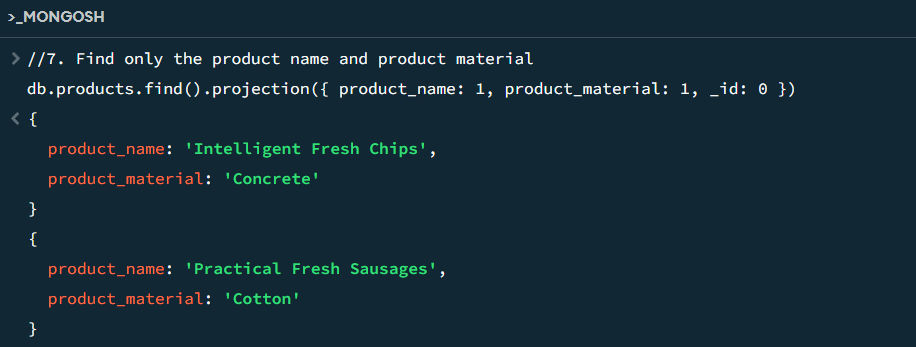 >_MONGOSH
> //7. Find only the product name and product material
db.products.find().projection({ product_name: 1, product_material: 1, _id: 0 })
< {
product_name: 'Intelligent Fresh Chips',
product_material: 'Concrete'
}
{
product_name: 'Practical Fresh Sausages',
product_material: 'Cotton'
}